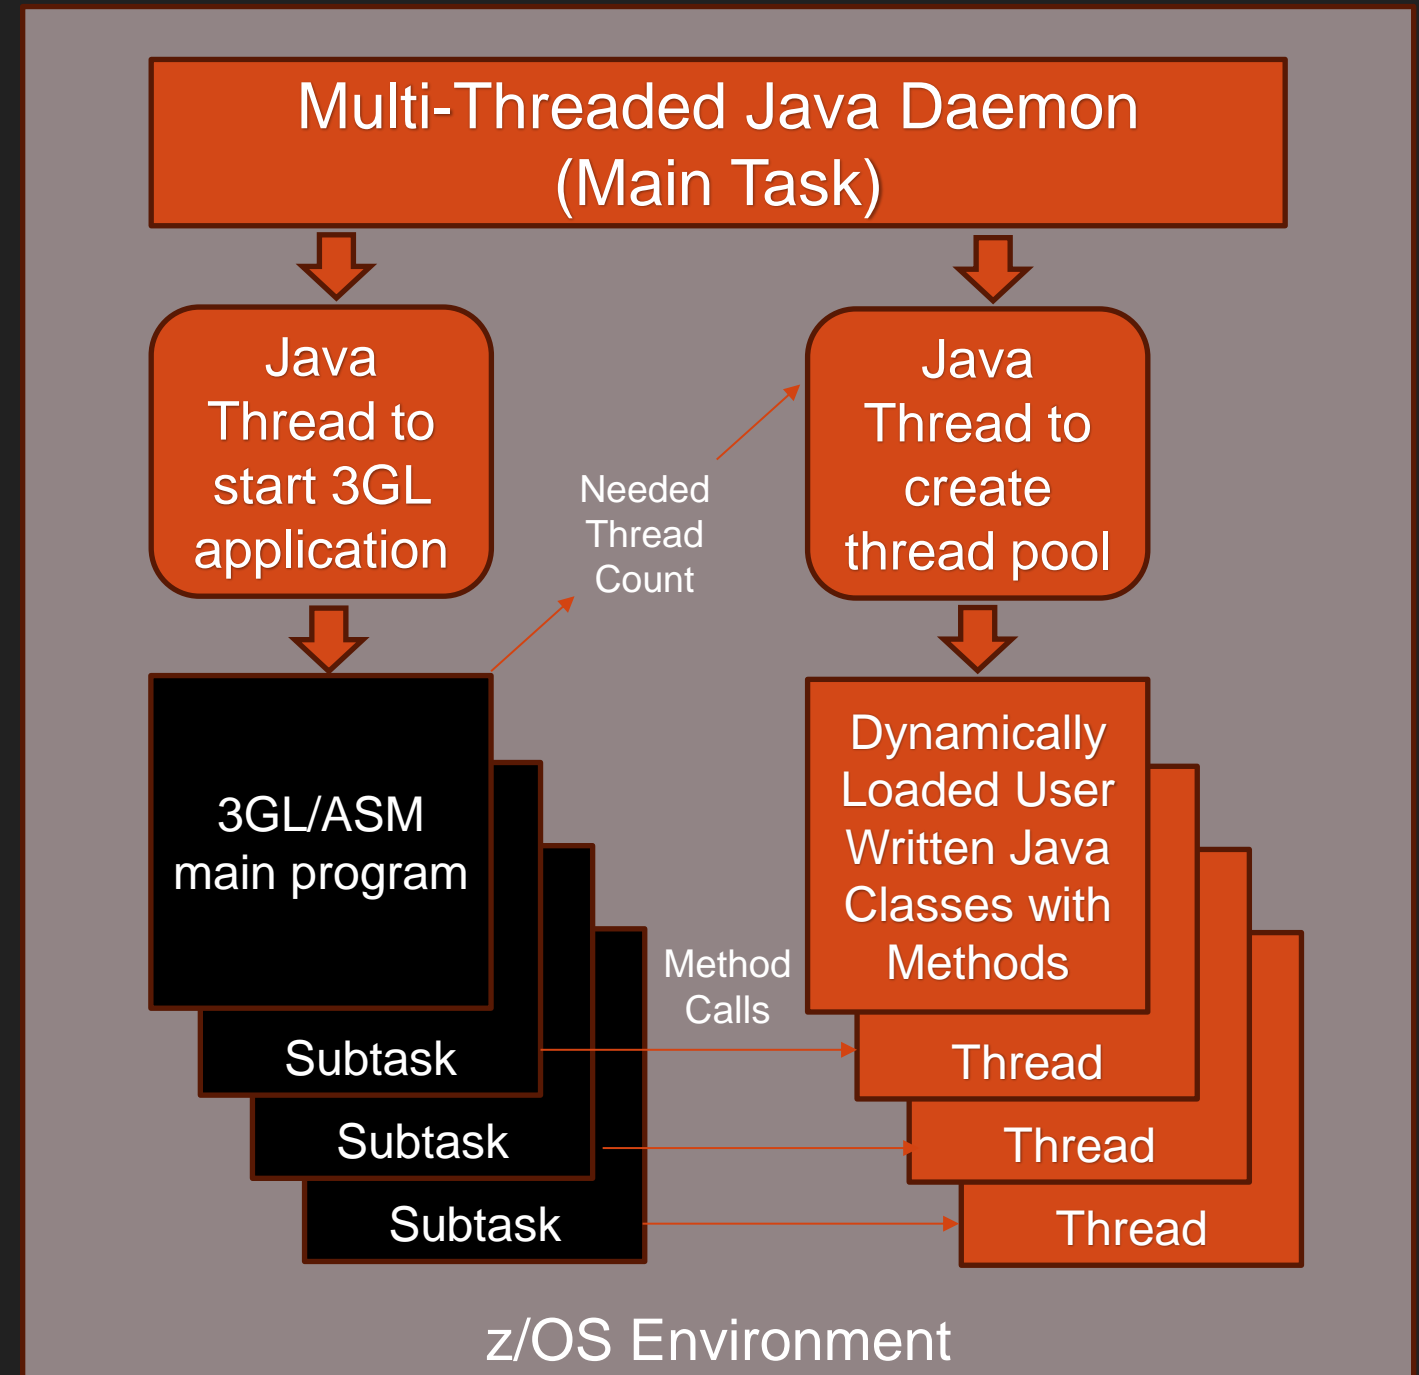 Multi-Threaded Java Daemon
(Main Task)
Java
Thread to
start 3GL
application
Java
Thread to
create
thread pool
Needed
Thread
Count
3GL/ASM
main program
Dynamically
Loaded User
Written Java
Classes with
Methods
Method
Calls
Subtask
Thread
Subtask
Thread
Subtask
Thread
z/OS Environment